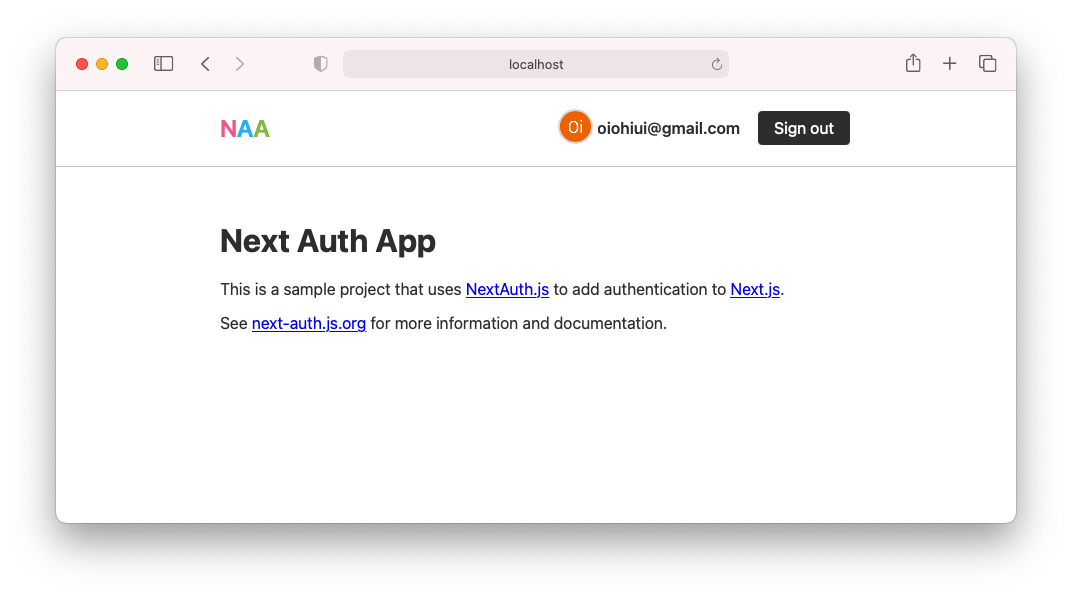 localhost
NAA
Oi oiohiui@gmail.com Sign out
Next Auth App
This is a sample project that uses NextAuth.js to add authentication to Next.js.
See next-auth.js.org for more information and documentation.